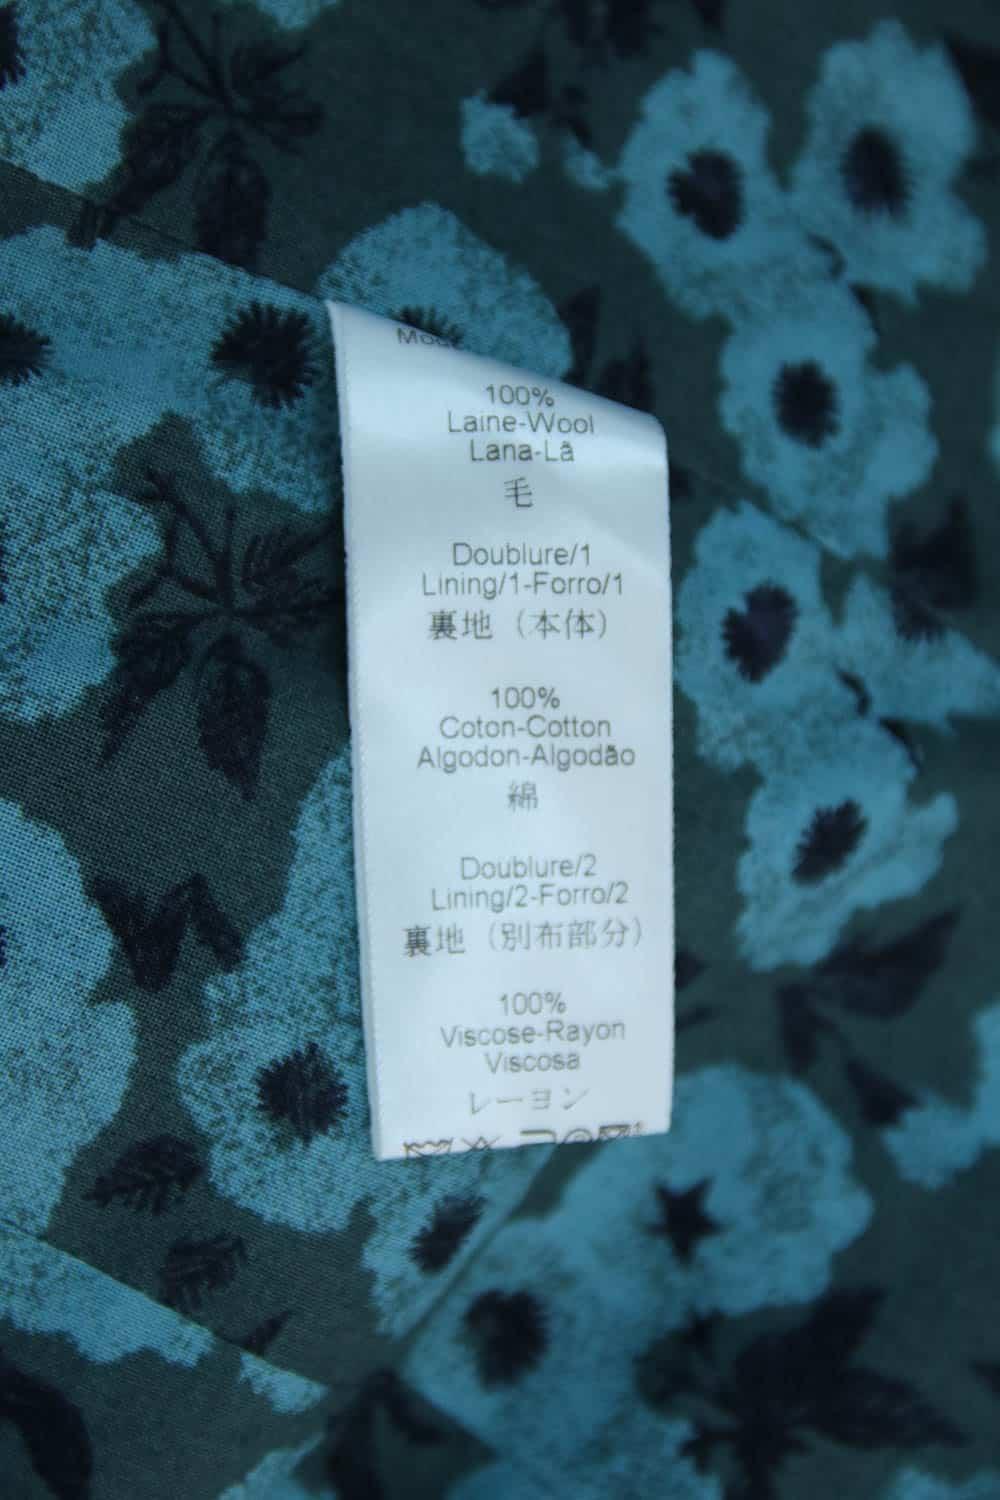 100%
Laine-Wool
Lana-Lã
毛
Doublure/1
Lining/1-Forro/1
裏地（本体）
100%
Coton-Cotton
Algodon-Algodão
綿
Doublure/2
Lining/2-Forro/2
裏地（別布部分）
100%
Viscose-Rayon
Viscosa
レーヨン